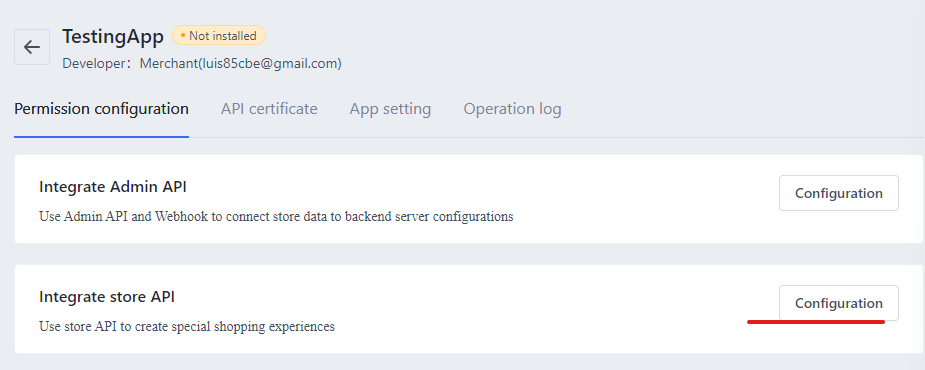 TestingApp
Not installed
Developer：Merchant(luis85cbe@gmail.com)
Permission configuration
API certificate
App setting
Operation log
Integrate Admin API
Configuration
Use Admin API and Webhook to connect store data to backend server configurations
Integrate store API
Configuration
Use store API to create special shopping experiences